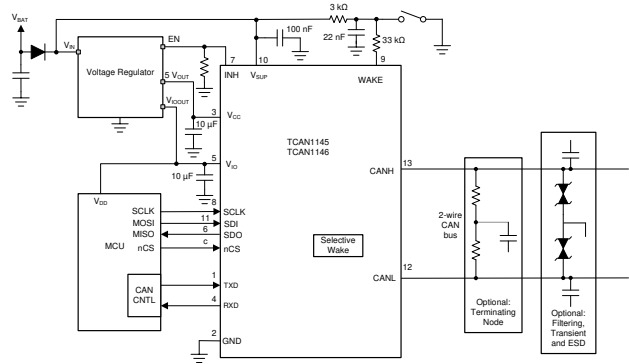 VBAT
VIN
EN
Voltage Regulator
5 VOUT
VIOOUT
3 kΩ
100 nF
22 nF
33 kΩ
7
10
9
INH
VSUP
WAKE
3
VCC
10 µF
TCAN1145
TCAN1146
5
VIO
10 µF
13
CANH
VDD
MCU
SCLK
8
SCLK
MOSI
11
SDI
MISO
6
SDO
nCS
c
nCS
Selective
Wake
2-wire
CAN
bus
12
CANL
CAN
CNTL
1
TXD
4
RXD
2
GND
Optional:
Terminating
Node
Optional:
Filtering,
Transient
and ESD